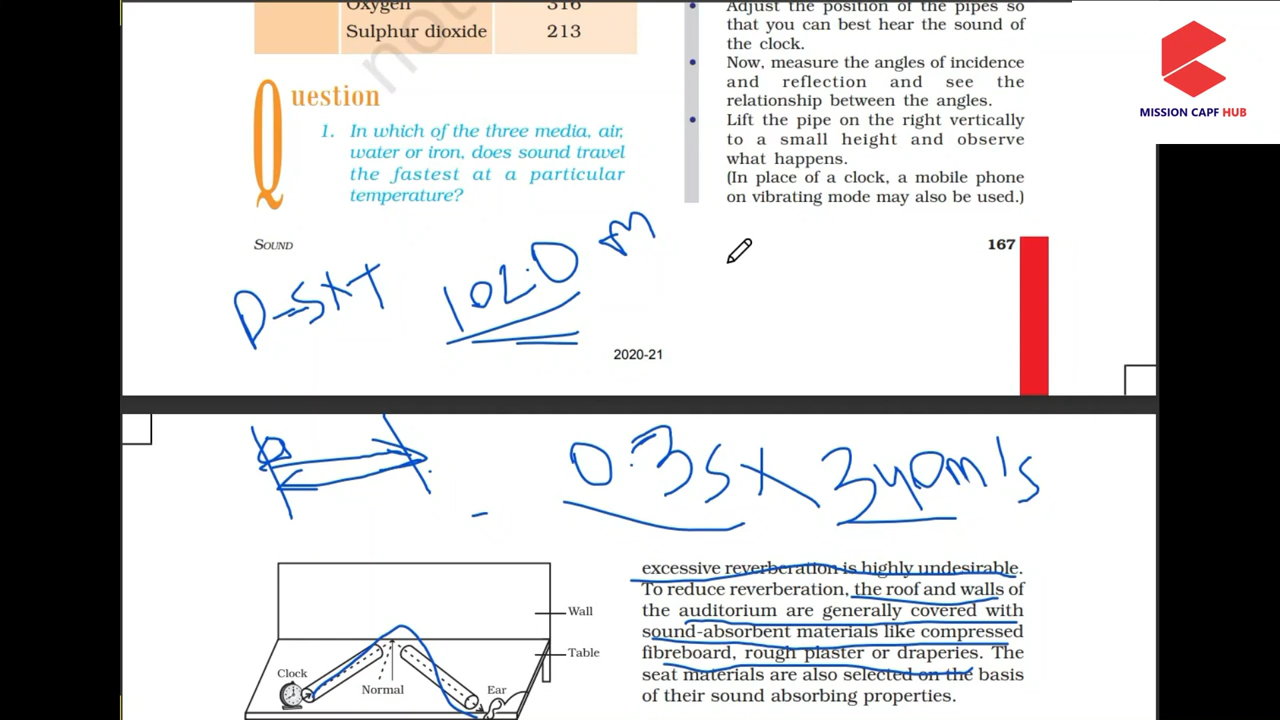 Oxygen 316
Sulphur dioxide 213
Question
1. In which of the three media, air,
water or iron, does sound travel
the fastest at a particular
temperature?
SOUND
D=S×T
102.0 m
Adjust the position of the pipes so
that you can best hear the sound of
the clock.
• Now, measure the angles of incidence
and reflection and see the
relationship between the angles.
• Lift the pipe on the right vertically
to a small height and observe
what happens.
(In place of a clock, a mobile phone
on vibrating mode may also be used.)
167
MISSION CAPF HUB
2020-21
0.3s × 340m/s
Wall
Table
Clock
Normal
Ear
excessive reverberation is highly undesirable.
To reduce reverberation, the roof and walls of
the auditorium are generally covered with
sound-absorbent materials like compressed
fibreboard, rough plaster or draperies. The
seat materials are also selected on the basis
of their sound absorbing properties.